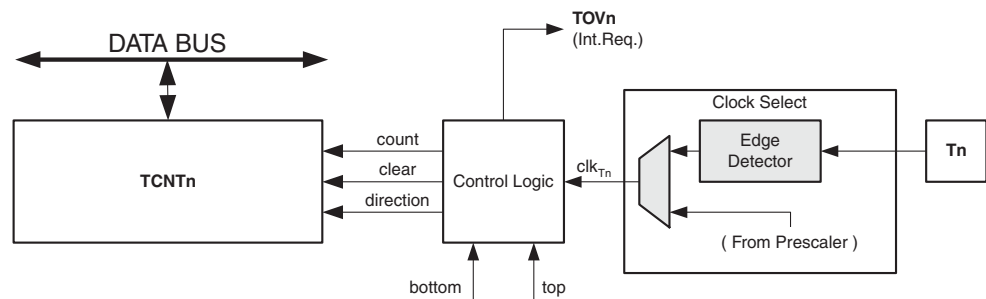 TOVn
(Int.Req.)
DATA BUS
Clock Select
count
Edge
Detector
Tn
TCNTn
clear
Control Logic
clkTn
direction
( From Prescaler )
bottom
top